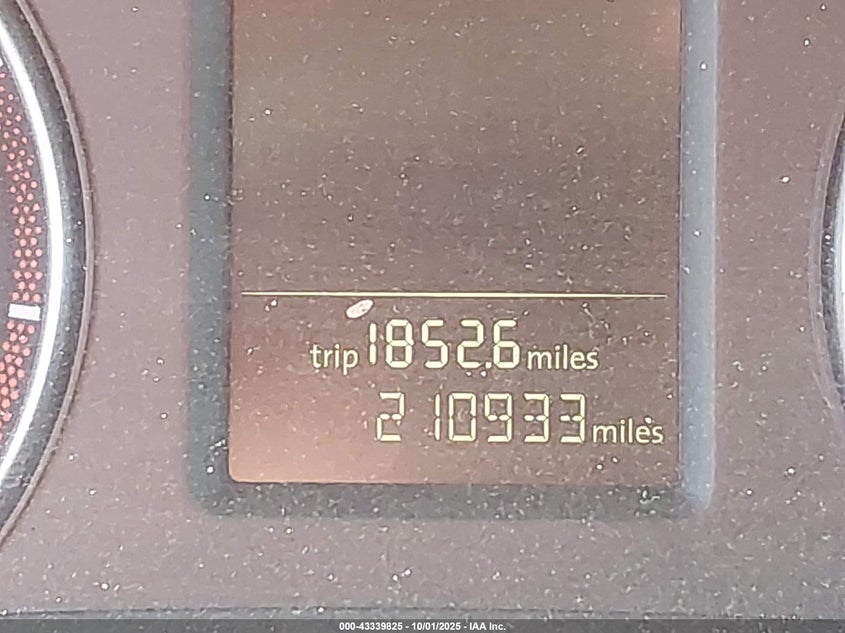 trip 1852.6 miles
210933 miles
000-43339825 - 10/01/2025 - IAA Inc.